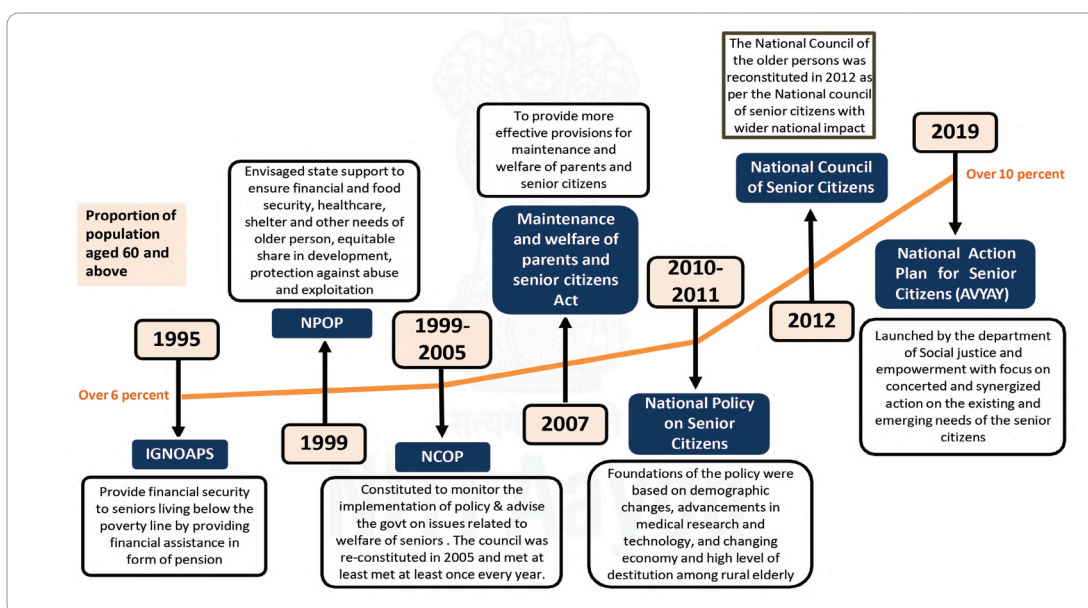 Proportion of
population
aged 60 and
above
Over 6 percent
1995
IGNOAPS
Provide financial security
to seniors living below the
poverty line by providing
financial assistance in
form of pension
Envisaged state support to
ensure financial and food
security, healthcare,
shelter and other needs of
older person, equitable
share in development,
protection against abuse
and exploitation
NPOP
1999
1999-
2005
NCOP
Constituted to monitor the
implementation of policy & advise
the govt on issues related to
welfare of seniors . The council was
re-constituted in 2005 and met at
least met at least once every year.
To provide more
effective provisions for
maintenance and
welfare of parents and
senior citizens
Maintenance
and welfare of
parents and
senior citizens
Act
2007
2010-
2011
National Policy
on Senior
Citizens
Foundations of the policy were
based on demographic
changes, advancements in
medical research and
technology, and changing
economy and high level of
destitution among rural elderly
The National Council of
the older persons was
reconstituted in 2012 as
per the National council
of senior citizens with
wider national impact
National Council
of Senior Citizens
2012
2019
Over 10 percent
National Action
Plan for Senior
Citizens (AVYAY)
Launched by the department
of Social justice and
empowerment with focus on
concerted and synergized
action on the existing and
emerging needs of the senior
citizens